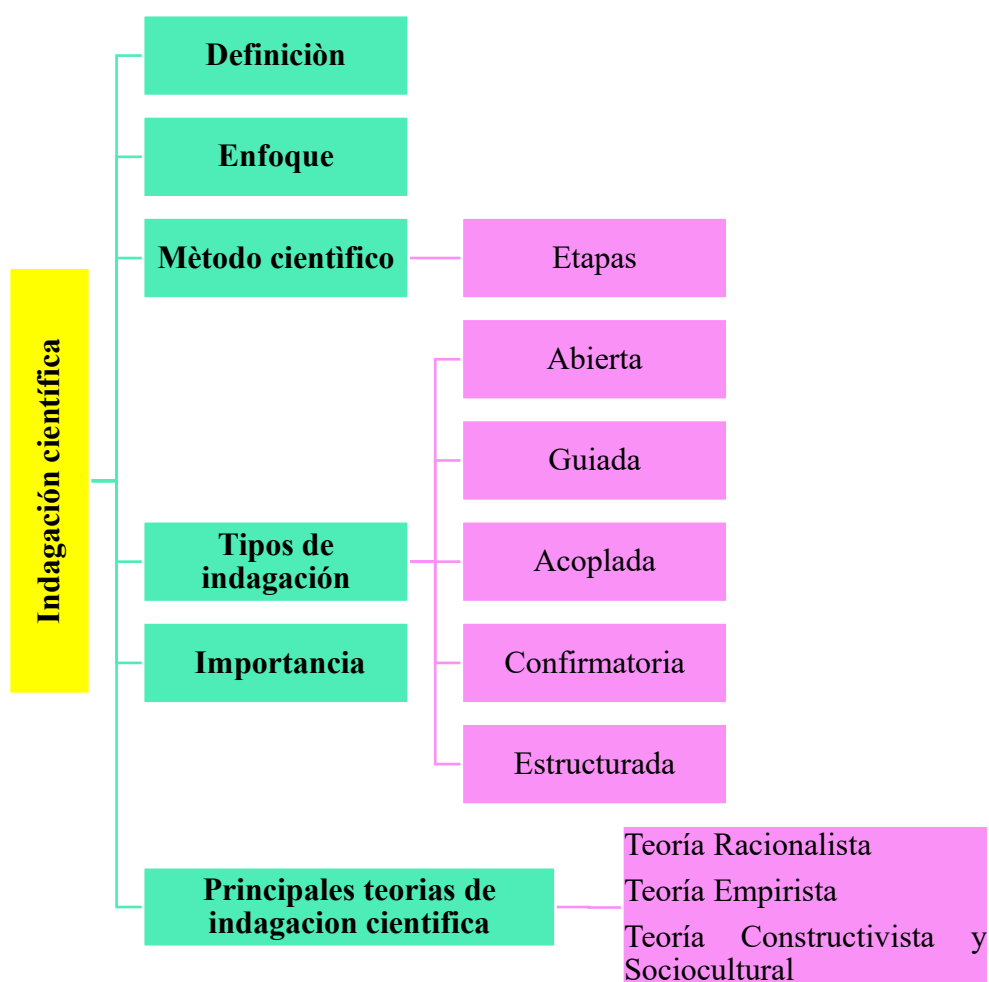 Indagación científica
Definiciòn
Enfoque
Mètodo cientìfico
Etapas
Tipos de
indagación
Abierta
Guiada
Acoplada
Confirmatoria
Estructurada
Importancia
Principales teorias de
indagacion cientifica
Teoría Racionalista
Teoría Empirista
Teoría Constructivista y
Sociocultural